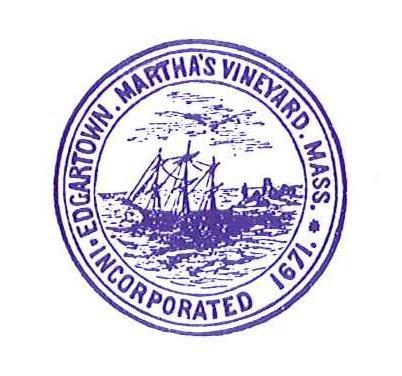 EDGARTOWN. MARTHA'S VINEYARD. MASS.
* INCORPORATED 1671. *